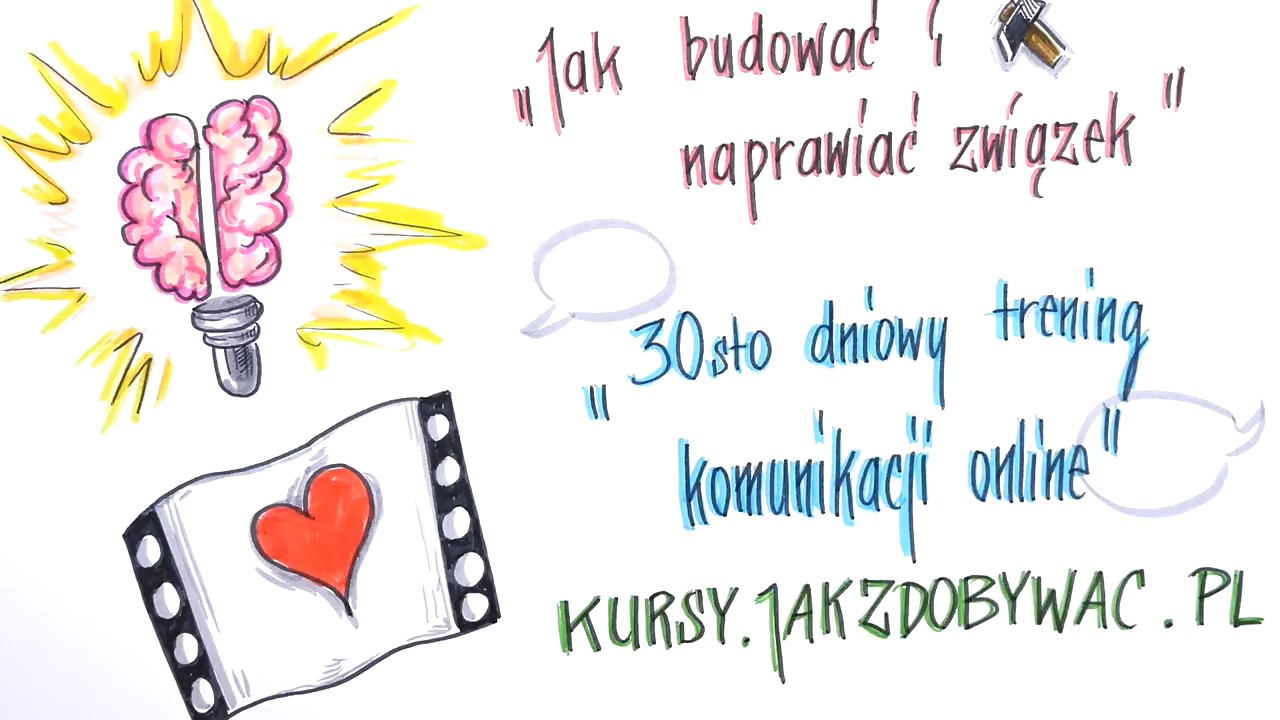 „Jak budować i
naprawiać związek"
30sto dniowy trening
" komunikacji online"
KURSY.JAKZDOBYWAC.PL